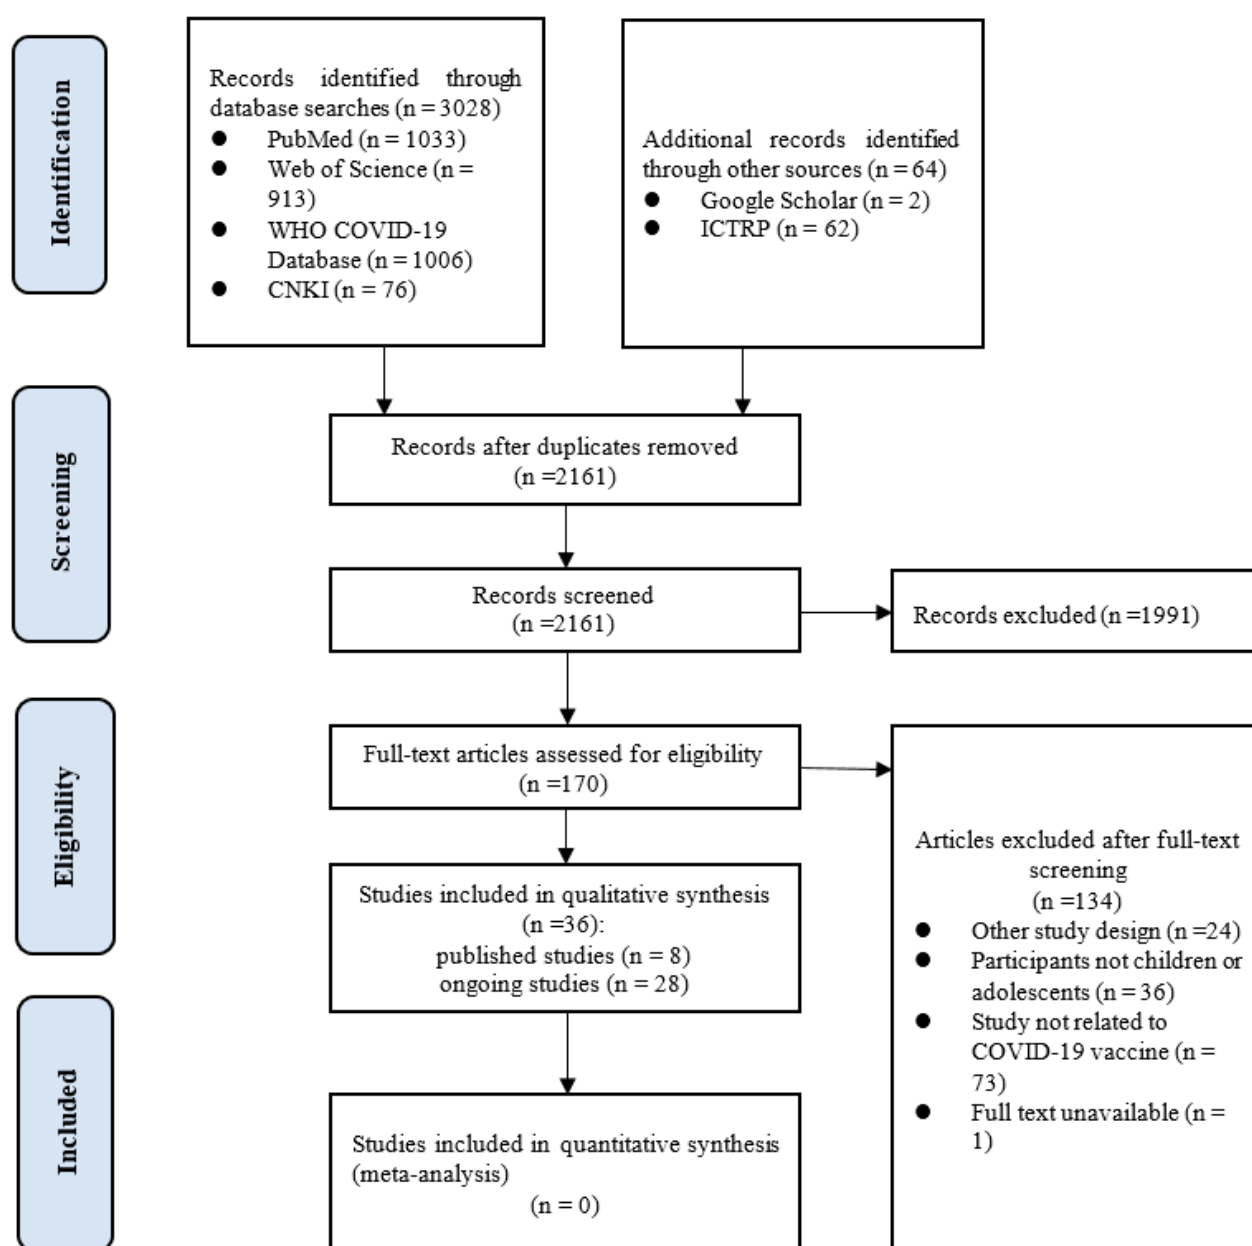 Identification
Records identified through
database searches (n = 3028)
● PubMed (n = 1033)
● Web of Science (n =
913)
● WHO COVID-19
Database (n = 1006)
● CNKI (n = 76)
Additional records identified
through other sources (n = 64)
● Google Scholar (n = 2)
● ICTRP (n = 62)
Screening
Records after duplicates removed
(n =2161)
Records screened
(n =2161)
Records excluded (n =1991)
Eligibility
Full-text articles assessed for eligibility
(n =170)
Articles excluded after full-text
screening
(n =134)
● Other study design (n =24)
● Participants not children or
adolescents (n = 36)
● Study not related to
COVID-19 vaccine (n =
73)
● Full text unavailable (n =
1)
Studies included in qualitative synthesis
(n =36):
published studies (n = 8)
ongoing studies (n = 28)
Included
Studies included in quantitative synthesis
(meta-analysis)
(n = 0)